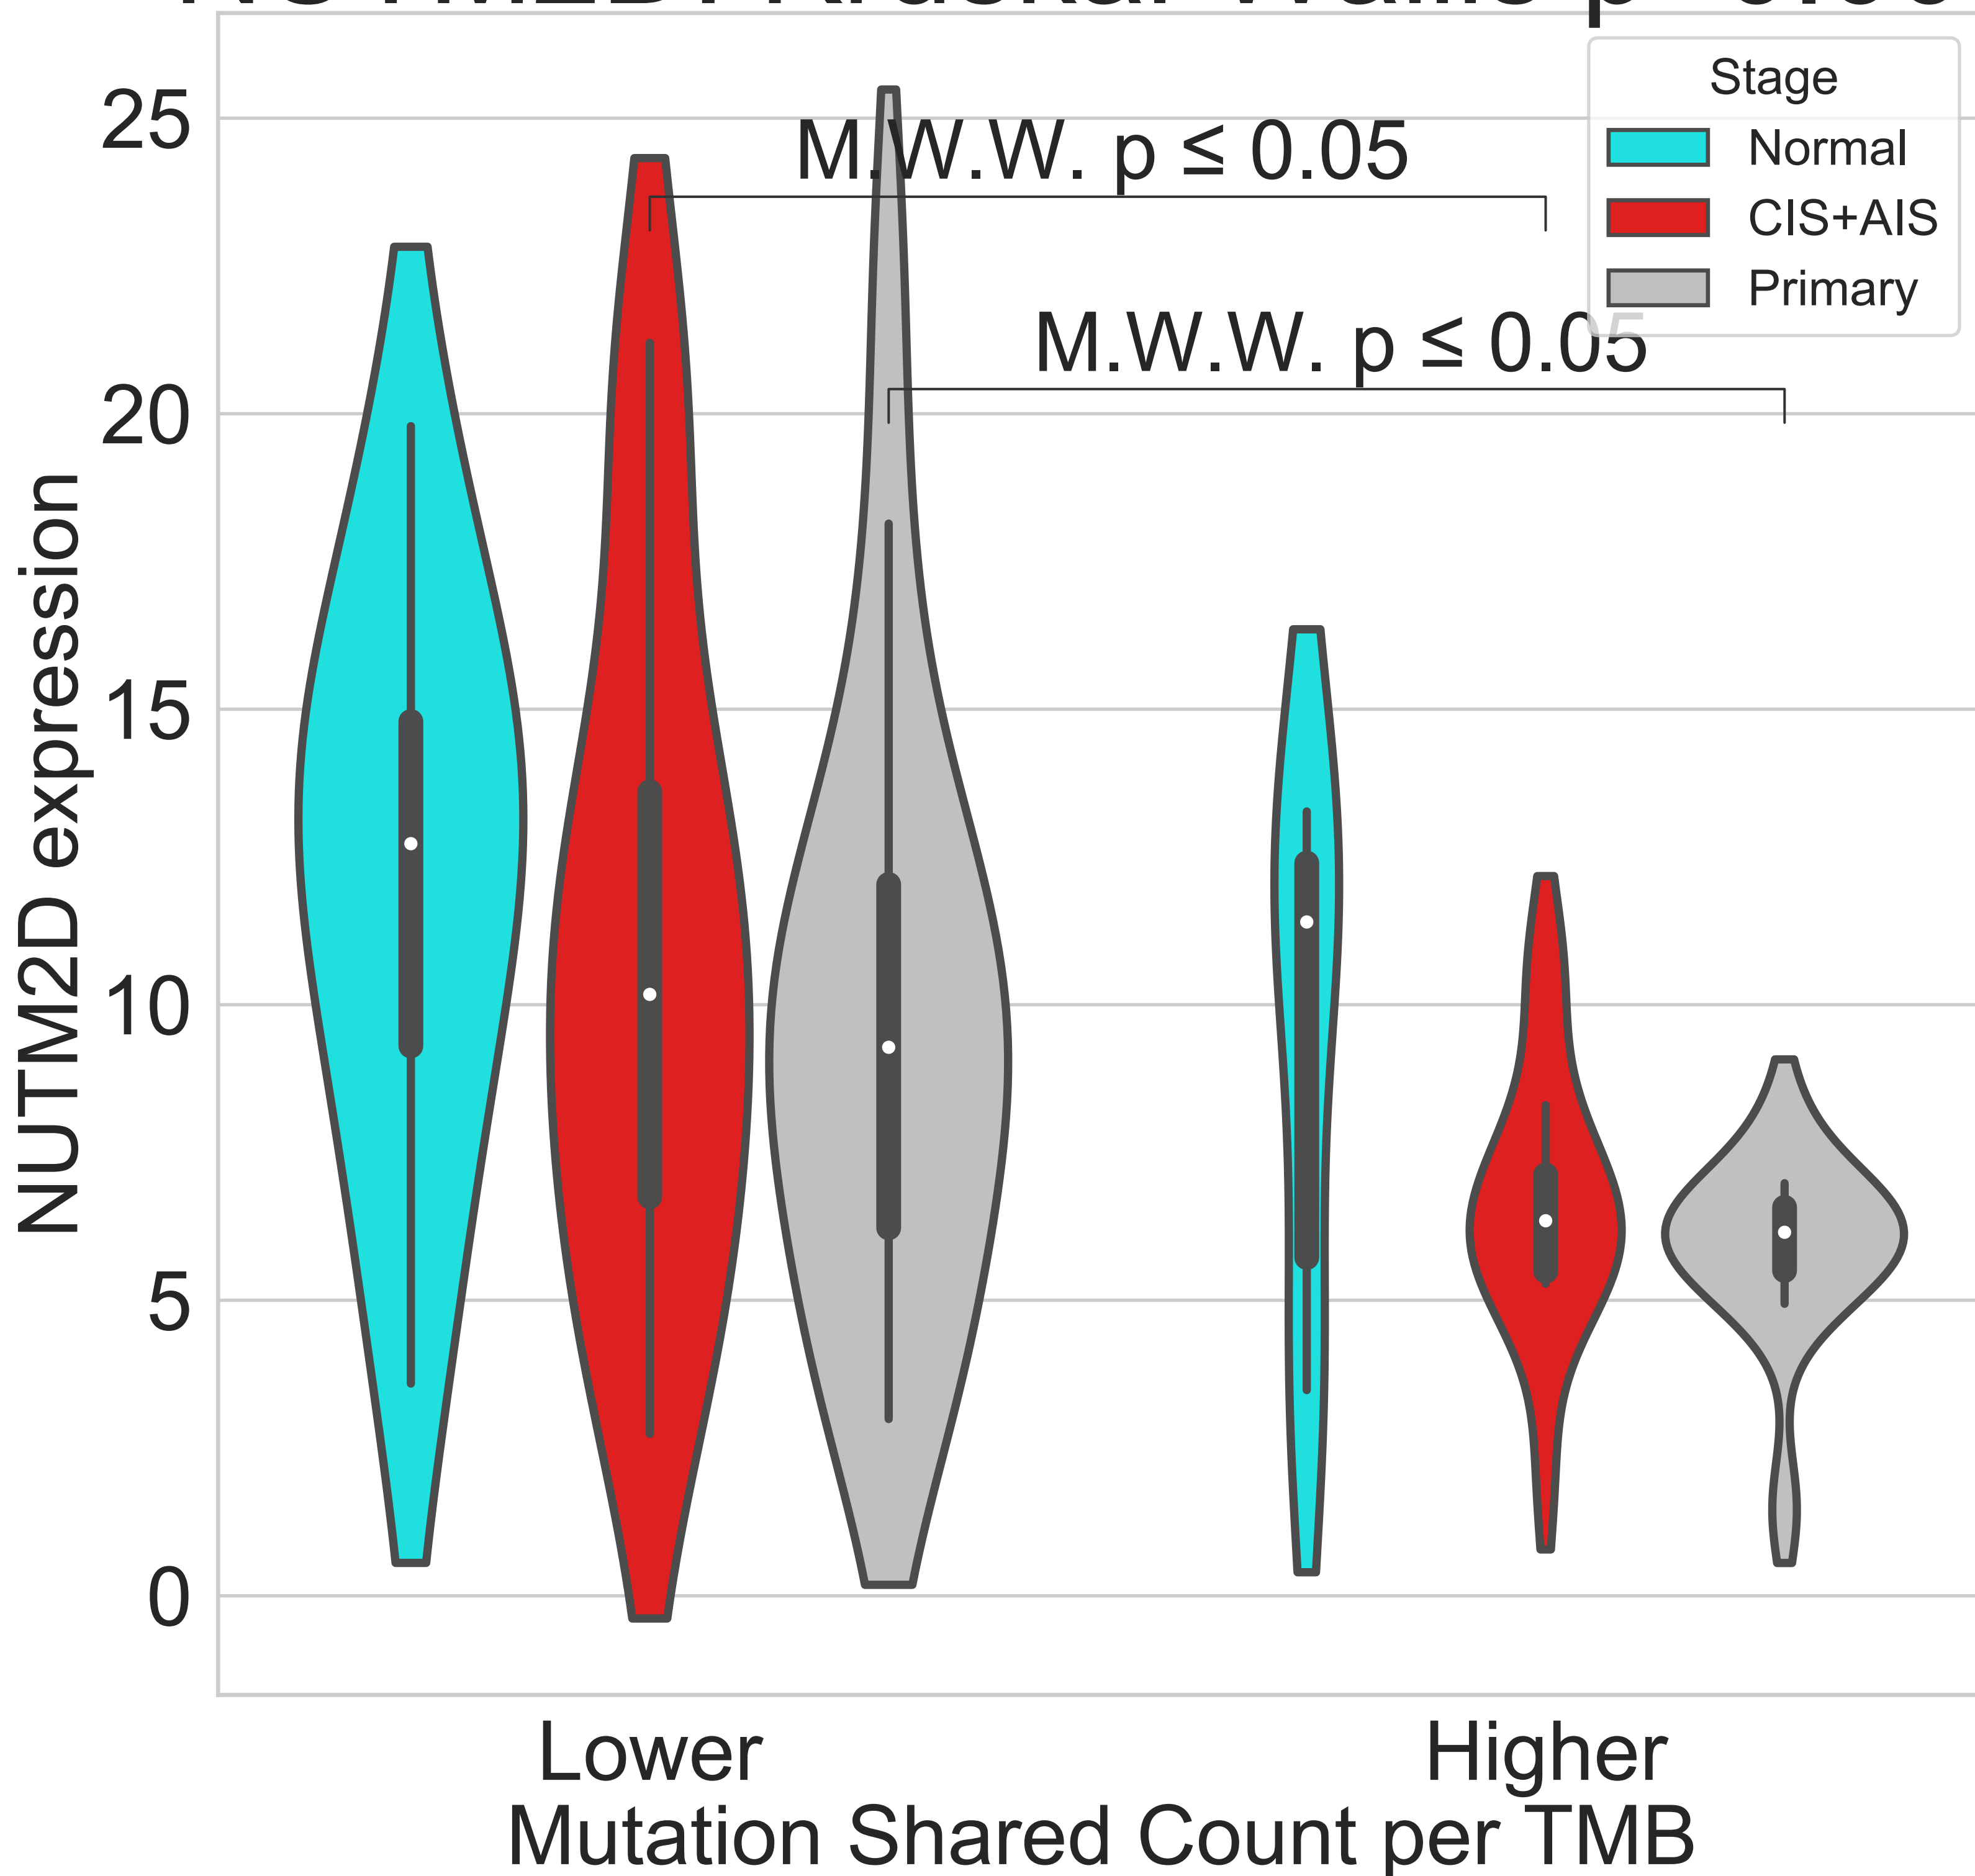 Stage
Normal
CIS+AIS
Primary
M.W.W. p ≤ 0.05
M.W.W. p ≤ 0.05
25
20
15
10
5
0
NUTM2D expression
Lower
Higher
Mutation Shared Count per TMB